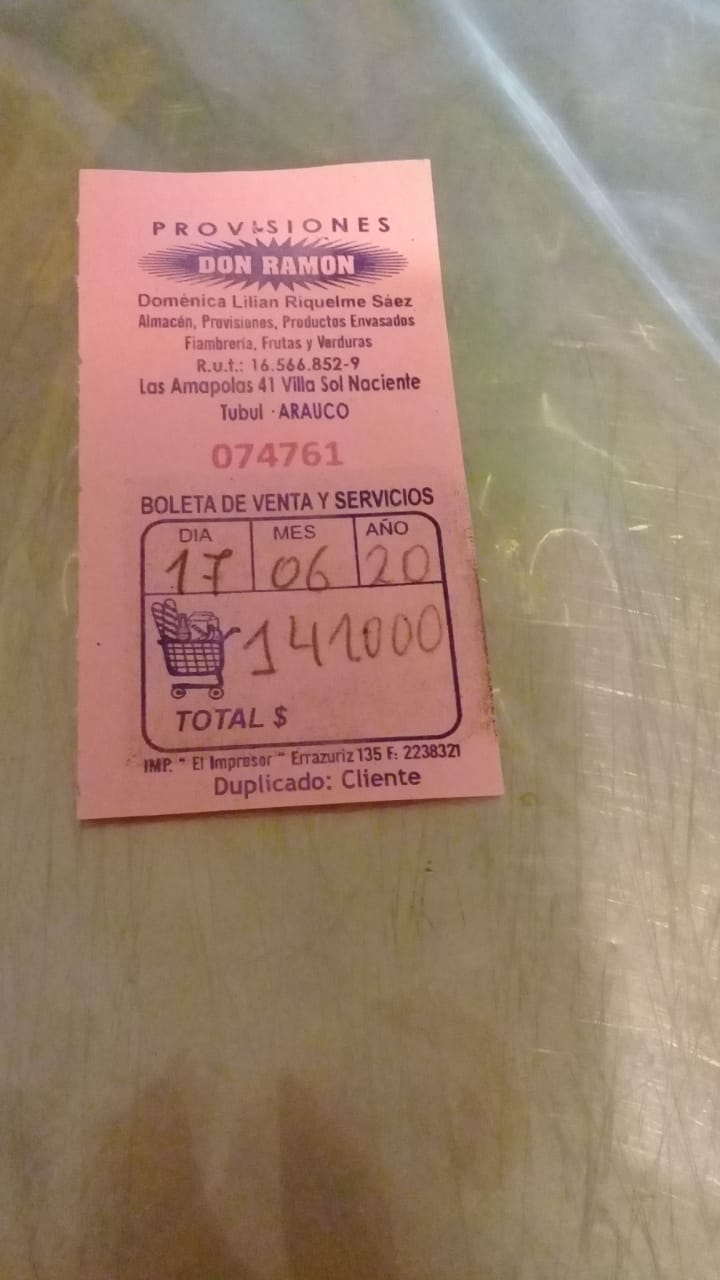 PROVISIONES
DON RAMON
Doménica Lilian Riquelme Sáez
Almacén, Provisiones, Productos Envasados
Fiambrería, Frutas y Verduras
R.u.t.: 16.566.852-9
Las Amapolas 41 Villa Sol Naciente
Tubul - ARAUCO
074761
BOLETA DE VENTA Y SERVICIOS
DIA MES AÑO
17 06 20
141000
TOTAL $
IMP. " El Impresor " Errazuriz 135 F: 2238321
Duplicado: Cliente